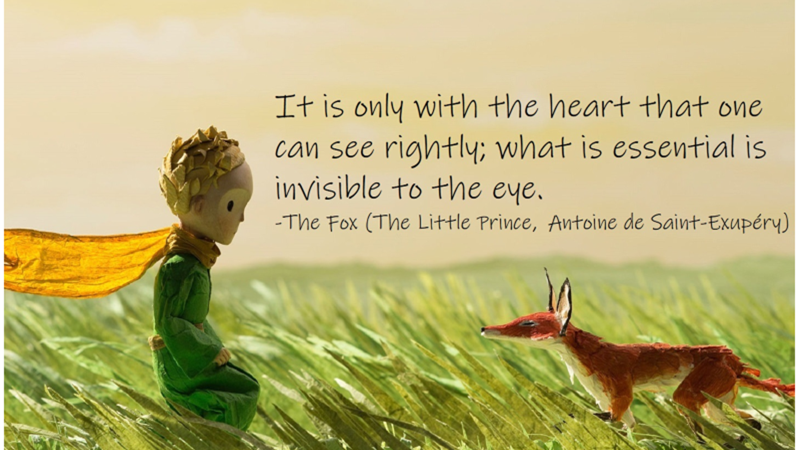 It is only with the heart that one
can see rightly; what is essential is
invisible to the eye.
-The Fox (The Little Prince, Antoine de Saint-Exupéry)